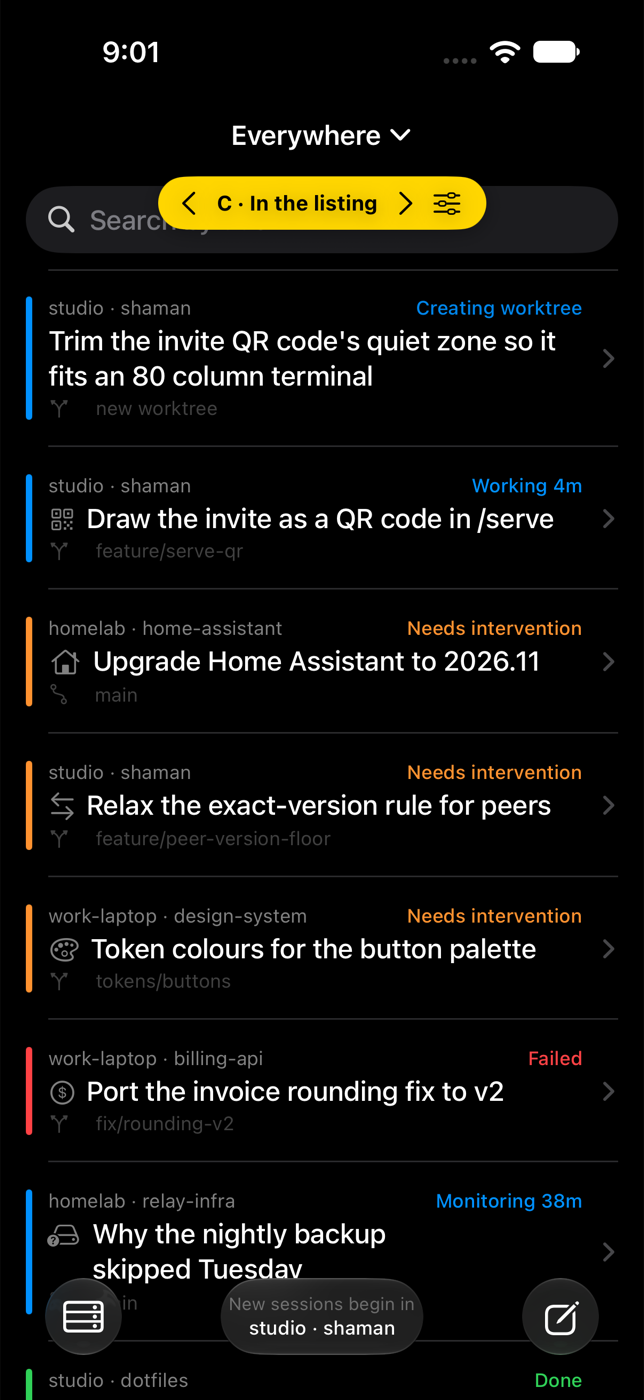 9:01
Everywhere
C · In the listing
Search
studio · shaman
Creating worktree
Trim the invite QR code's quiet zone so it
fits an 80 column terminal
new worktree
studio · shaman
Working 4m
Draw the invite as a QR code in /serve
feature/serve-qr
homelab · home-assistant
Needs intervention
Upgrade Home Assistant to 2026.11
main
studio · shaman
Needs intervention
Relax the exact-version rule for peers
feature/peer-version-floor
work-laptop · design-system
Needs intervention
Token colours for the button palette
tokens/buttons
work-laptop · billing-api
Failed
$
Port the invoice rounding fix to v2
fix/rounding-v2
homelab · relay-infra
Monitoring 38m
?
Why the nightly backup
skipped Tuesday
New sessions begin in
studio · shaman
studio · dotfiles
Done